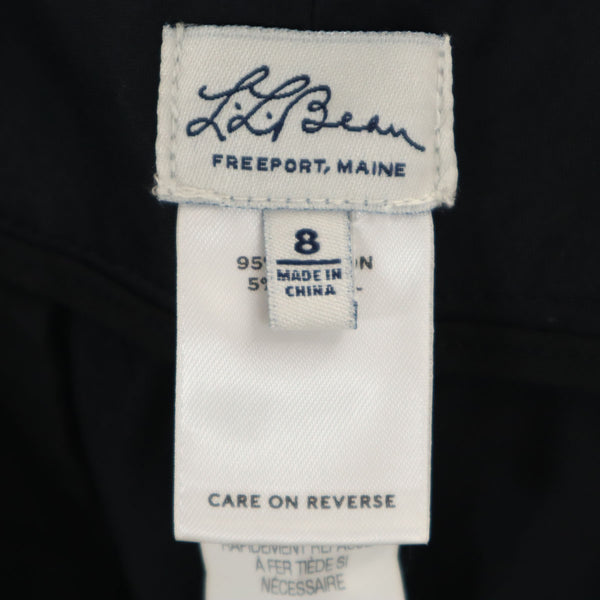 L.L.Bean
FREEPORT, MAINE
8
MADE IN
CHINA
CARE ON REVERSE
À FER TIÈDE SI
NÉCESSAIRE